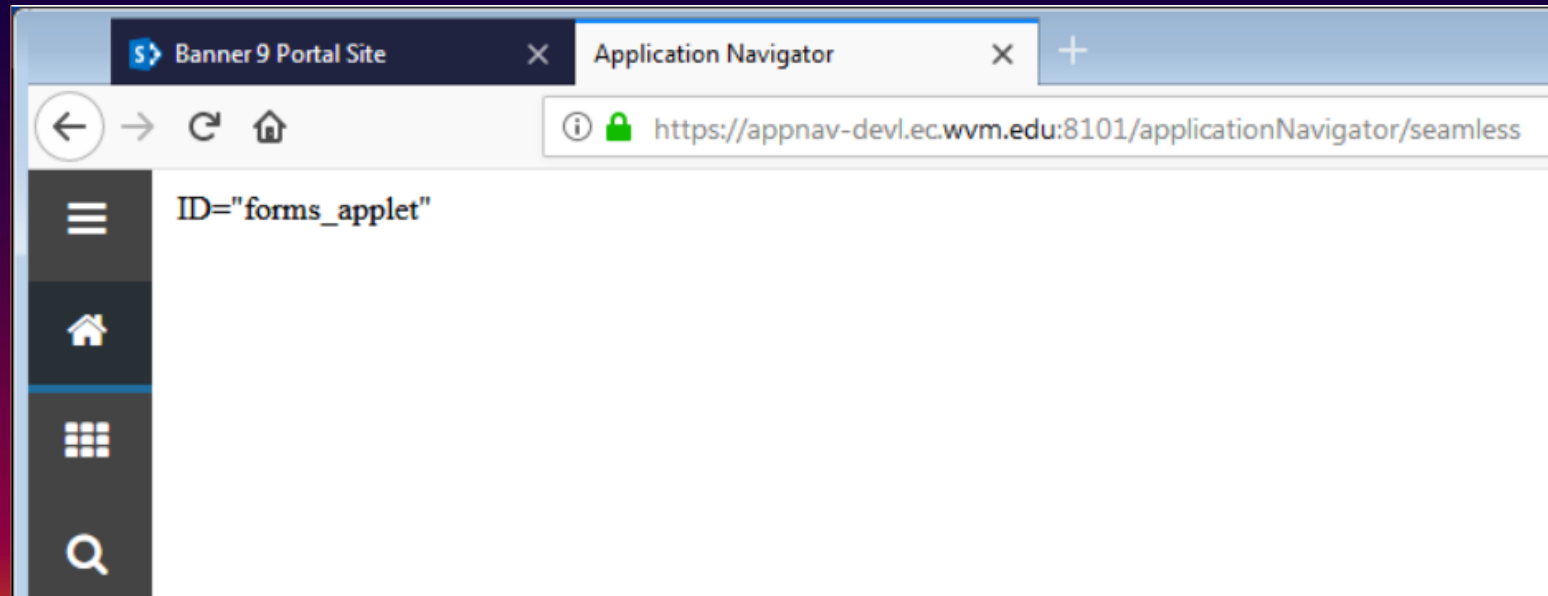 Banner 9 Portal Site
Application Navigator
https://appnav-devl.ec.wvm.edu:8101/applicationNavigator/seamless
ID="forms_applet"